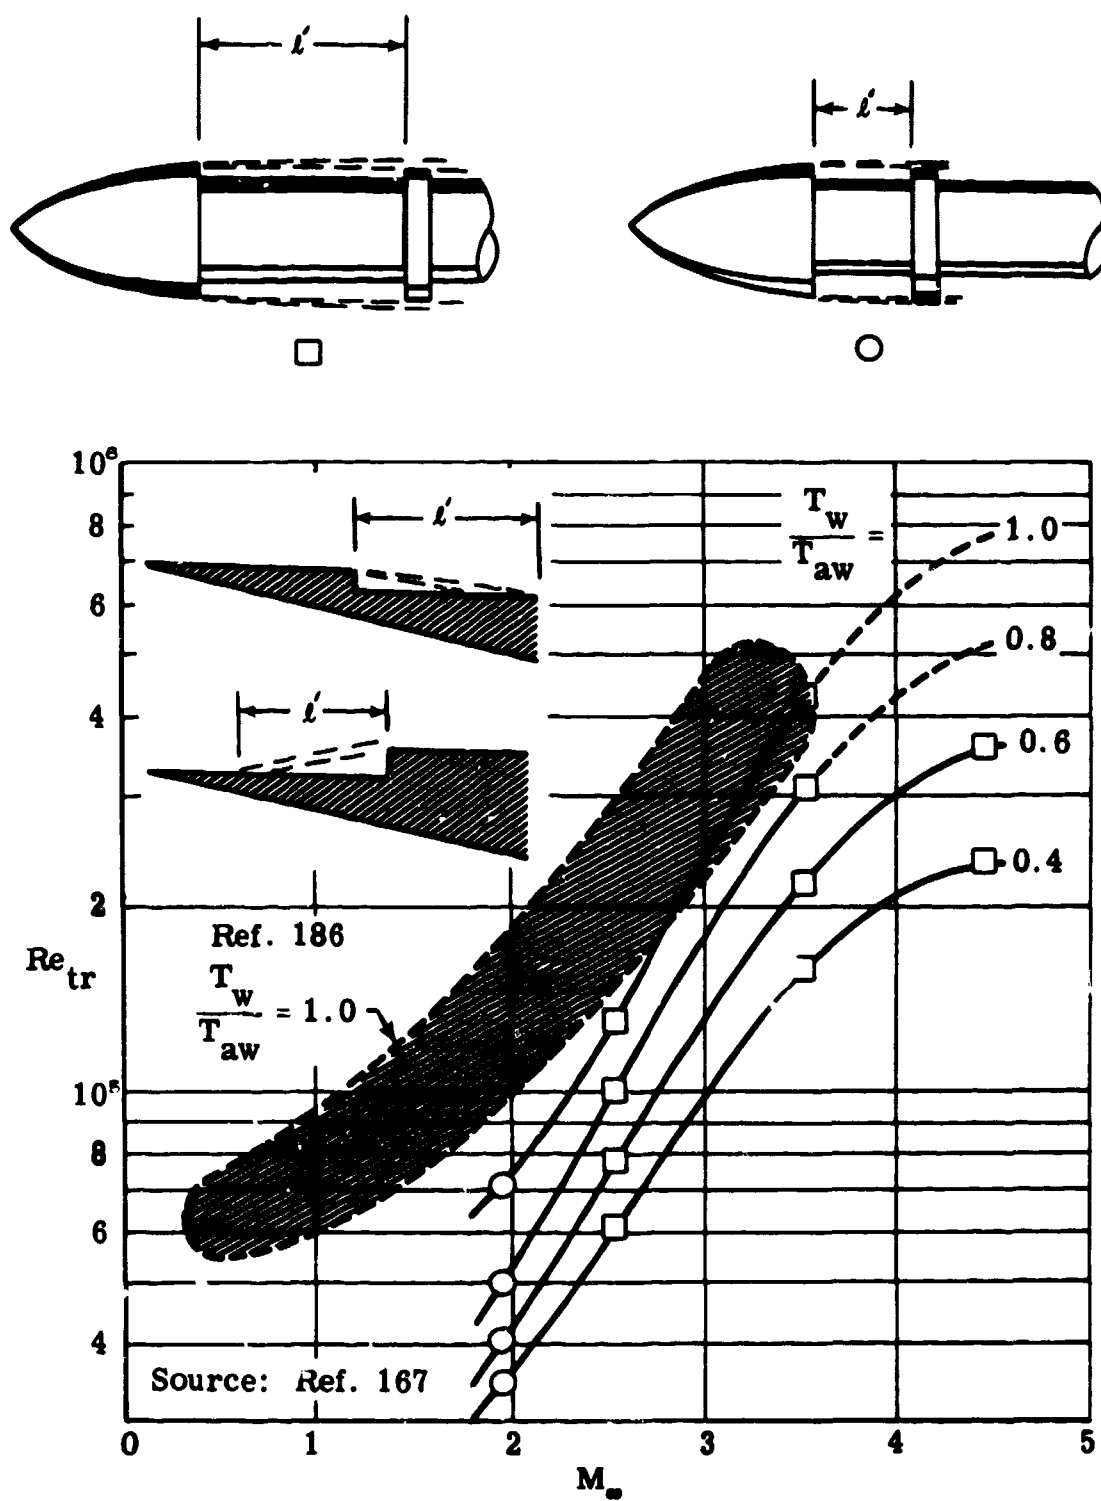 ℓ′
ℓ′
10⁶
8
6
4
2
10⁵
8
6
4
Re_tr
ℓ′
ℓ′
T_w
T_aw
=
1.0
0.8
0.6
0.4
Ref. 186
T_w
T_aw
= 1.0
Source: Ref. 167
0
1
2
3
4
5
M_∞